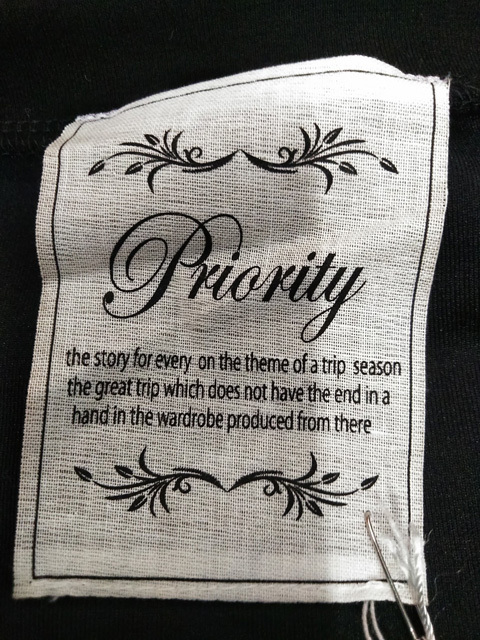 Priority
the story for every on the theme of a trip season
the great trip which does not have the end in a
hand in the wardrobe produced from there